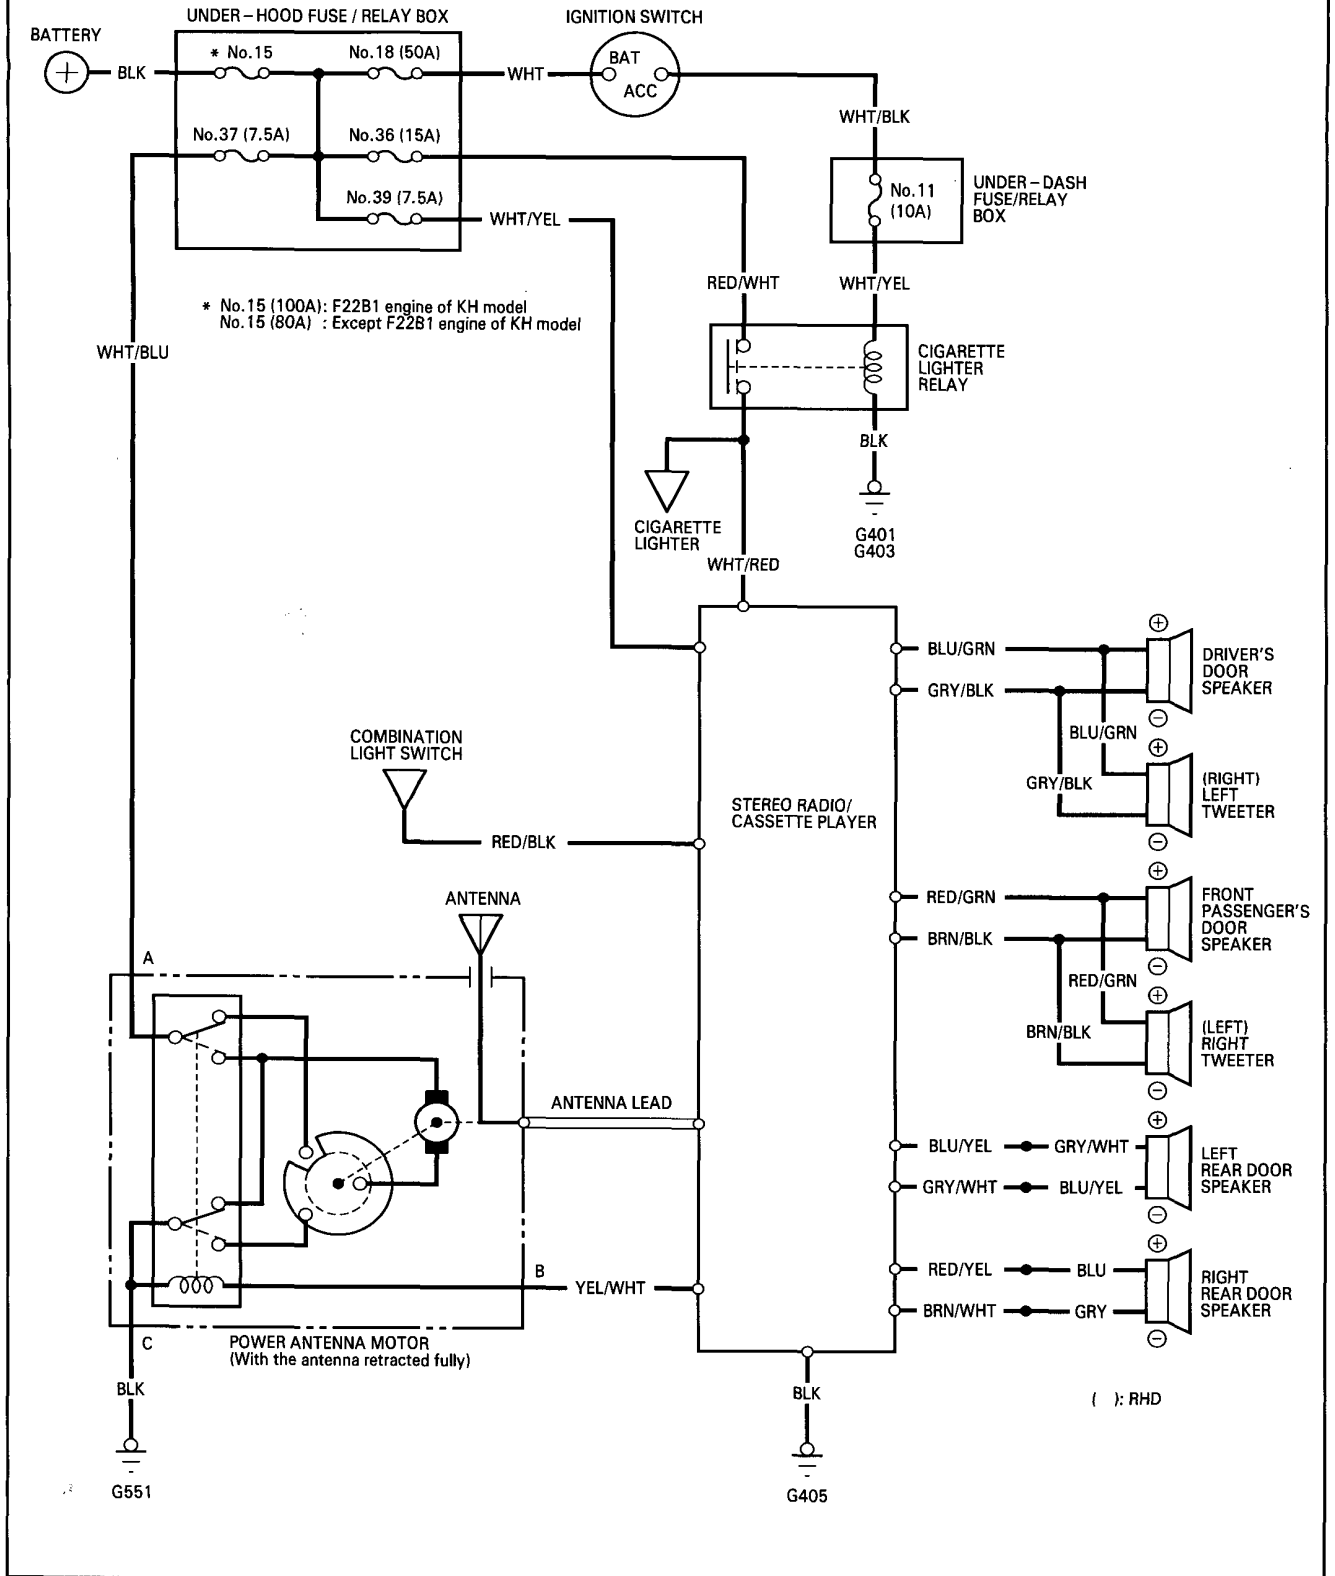 UNDER-HOOD FUSE / RELAY BOX
IGNITION SWITCH
BATTERY
+
BLK
* No.15
No.18 (50A)
WHT
BAT
ACC
WHT/BLK
No.37 (7.5A)
No.36 (15A)
No.39 (7.5A)
WHT/YEL
No.11
(10A)
UNDER-DASH
FUSE/RELAY
BOX
* No.15 (100A): F22B1 engine of KH model
No.15 (80A) : Except F22B1 engine of KH model
RED/WHT
WHT/YEL
WHT/BLU
CIGARETTE
LIGHTER
RELAY
BLK
CIGARETTE
LIGHTER
G401
G403
WHT/RED
COMBINATION
LIGHT SWITCH
RED/BLK
STEREO RADIO/
CASSETTE PLAYER
BLU/GRN
GRY/BLK
+
DRIVER'S
DOOR
SPEAKER
−
BLU/GRN
GRY/BLK
+
(RIGHT)
LEFT
TWEETER
−
RED/GRN
BRN/BLK
+
FRONT
PASSENGER'S
DOOR
SPEAKER
−
RED/GRN
BRN/BLK
+
(LEFT)
RIGHT
TWEETER
−
ANTENNA
A
ANTENNA LEAD
BLU/YEL
GRY/WHT
GRY/WHT
BLU/YEL
+
LEFT
REAR DOOR
SPEAKER
−
RED/YEL
BLU
BRN/WHT
GRY
+
RIGHT
REAR DOOR
SPEAKER
−
B
YEL/WHT
C
POWER ANTENNA MOTOR
(With the antenna retracted fully)
BLK
G551
BLK
G405
( ): RHD